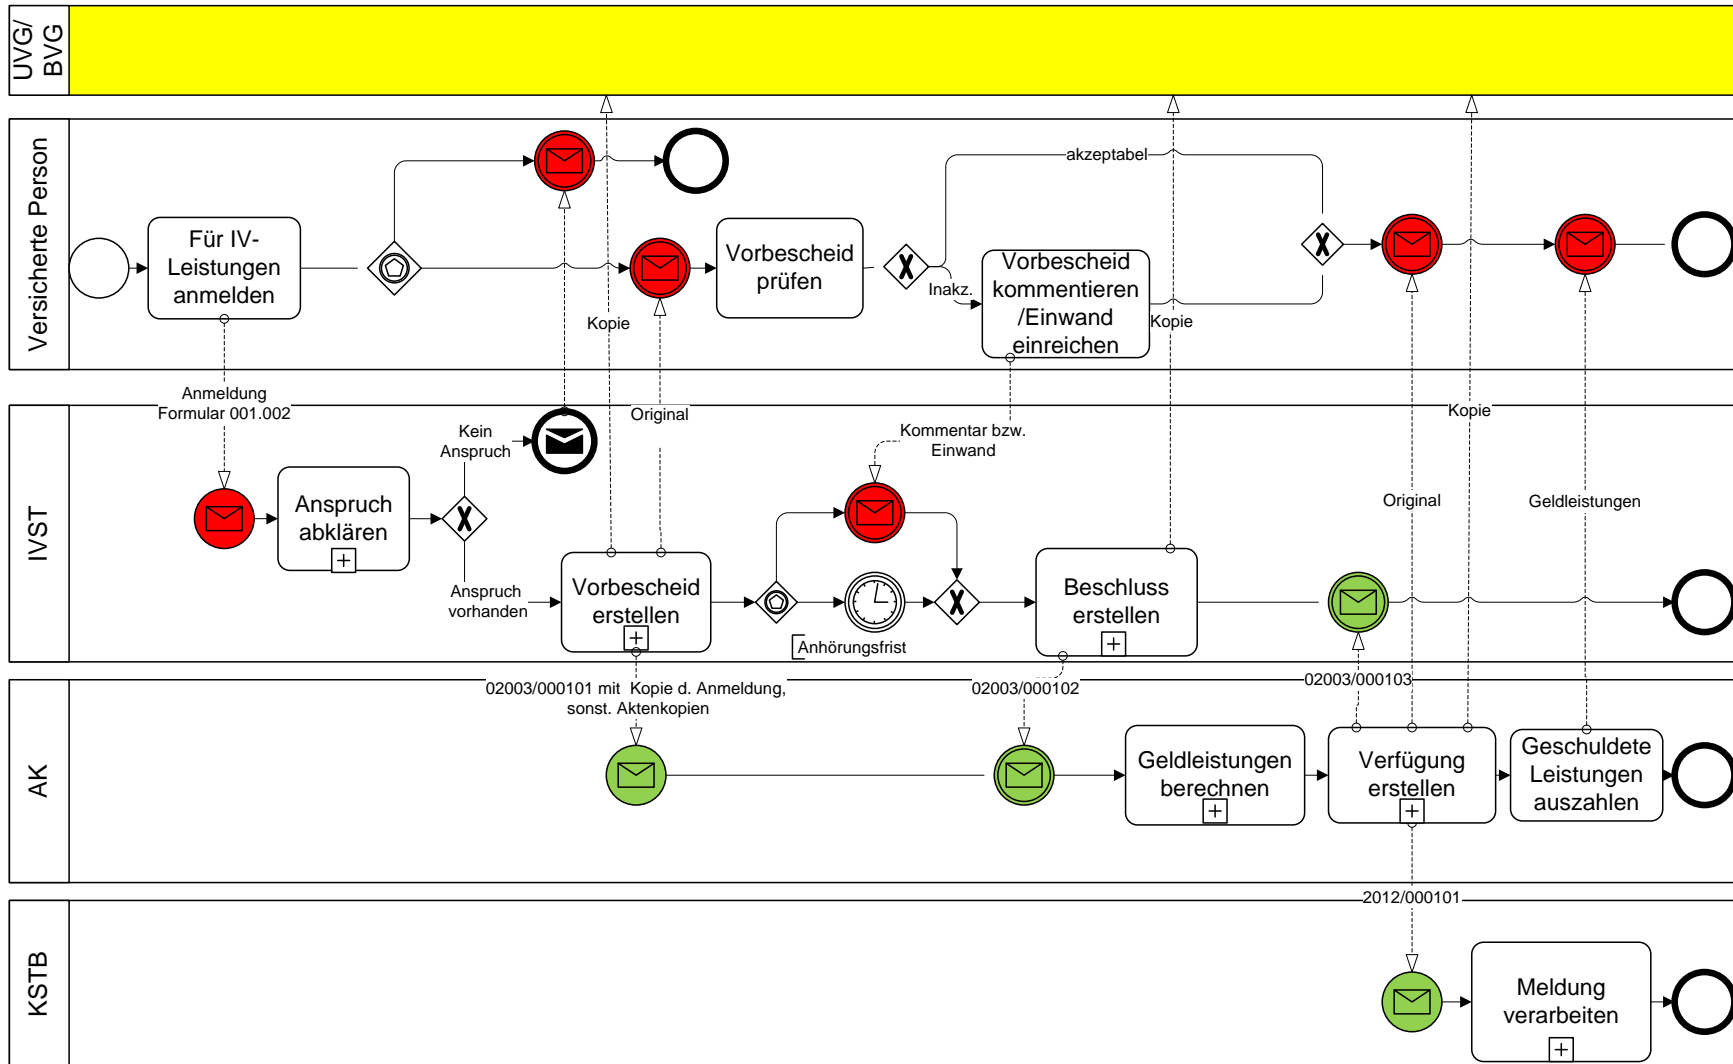 UVG/
BVG
Versicherte Person
Für IV-
Leistungen
anmelden
Vorbescheid
prüfen
akzeptabel
Inakz.
Vorbescheid
kommentieren
/Einwand
einreichen
Kopie
Kopie
Anmeldung
Formular 001.002
Original
Kopie
IVST
Kein
Anspruch
Kommentar bzw.
Einwand
Anspruch
abklären
Original
Geldleistungen
Anspruch
vorhanden
Vorbescheid
erstellen
Anhörungsfrist
Beschluss
erstellen
02003/000101 mit  Kopie d. Anmeldung,
sonst. Aktenkopien
02003/000102
02003/000103
AK
Geldleistungen
berechnen
Verfügung
erstellen
Geschuldete
Leistungen
auszahlen
2012/000101
KSTB
Meldung
verarbeiten